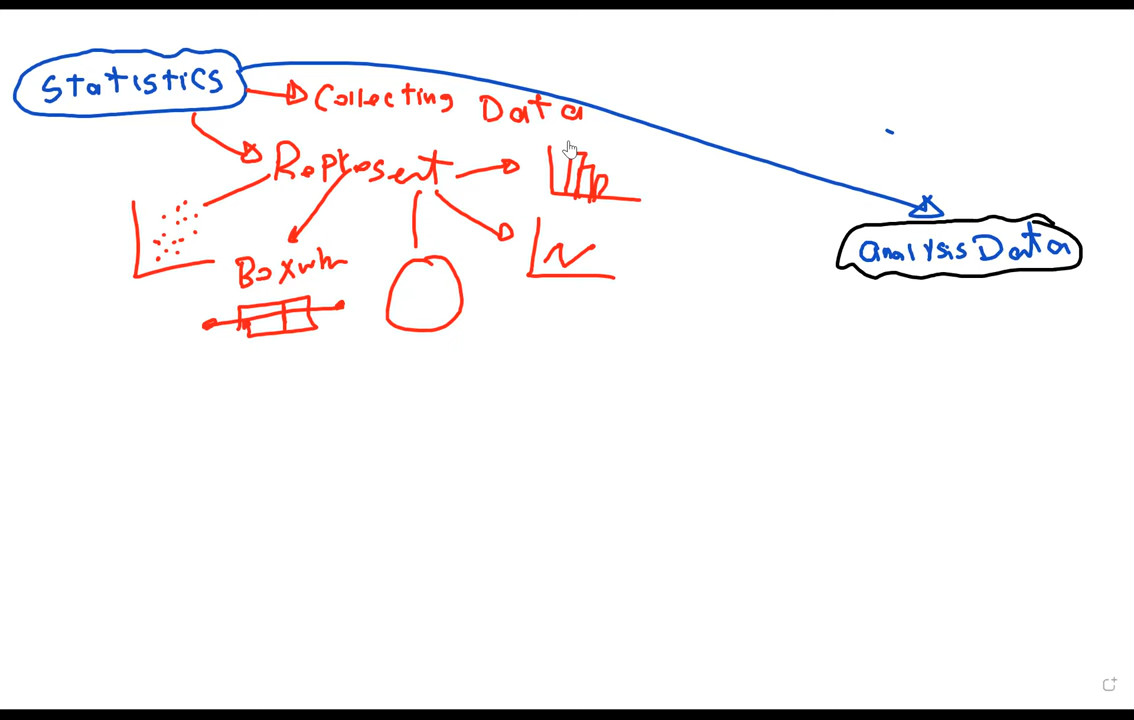 Statistics
Collecting Data
Represent
Boxwh
analysis Data